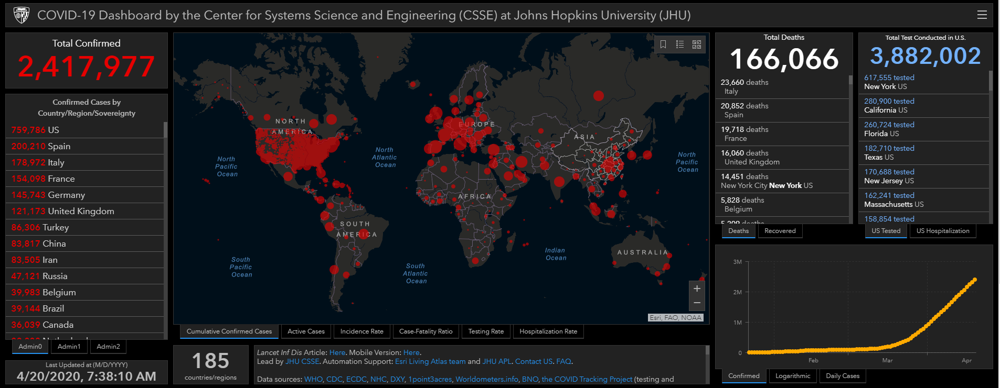 COVID-19 Dashboard by the Center for Systems Science and Engineering (CSSE) at Johns Hopkins University (JHU)
Total Confirmed
2,417,977
Confirmed Cases by
Country/Region/Sovereignty
759,786 US
200,210 Spain
178,972 Italy
154,098 France
145,743 Germany
121,173 United Kingdom
86,306 Turkey
83,817 China
83,505 Iran
47,121 Russia
39,983 Belgium
39,144 Brazil
36,039 Canada
Admin0
Admin1
Admin2
Last Updated at (M/D/YYYY)
4/20/2020, 7:38:10 AM
NORTH
AMERICA
EUROPE
ASIA
AFRICA
SOUTH
AMERICA
AUSTRALIA
North
Pacific
Ocean
North
Atlantic
Ocean
North
Pacific
Ocean
South
Pacific
Ocean
South
Atlantic
Ocean
Indian
Ocean
+
−
Esri, FAO, NOAA
Cumulative Confirmed Cases
Active Cases
Incidence Rate
Case-Fatality Ratio
Testing Rate
Hospitalization Rate
185
countries/regions
Lancet Inf Dis Article: Here. Mobile Version: Here.
Lead by JHU CSSE. Automation Support: Esri Living Atlas team and JHU APL. Contact US. FAQ.
Data sources: WHO, CDC, ECDC, NHC, DXY, 1point3acres, Worldometers.info, BNO, the COVID Tracking Project (testing and
Total Deaths
166,066
23,660 deaths
Italy
20,852 deaths
Spain
19,718 deaths
France
16,060 deaths
United Kingdom
14,451 deaths
New York City New York US
5,828 deaths
Belgium
Deaths
Recovered
Total Test Conducted in U.S.
3,882,002
617,555 tested
New York US
280,900 tested
California US
260,724 tested
Florida US
182,710 tested
Texas US
170,688 tested
New Jersey US
162,241 tested
Massachusetts US
158,854 tested
US Tested
US Hospitalization
3M
2M
1M
0
Feb
Mar
Apr
Confirmed
Logarithmic
Daily Cases